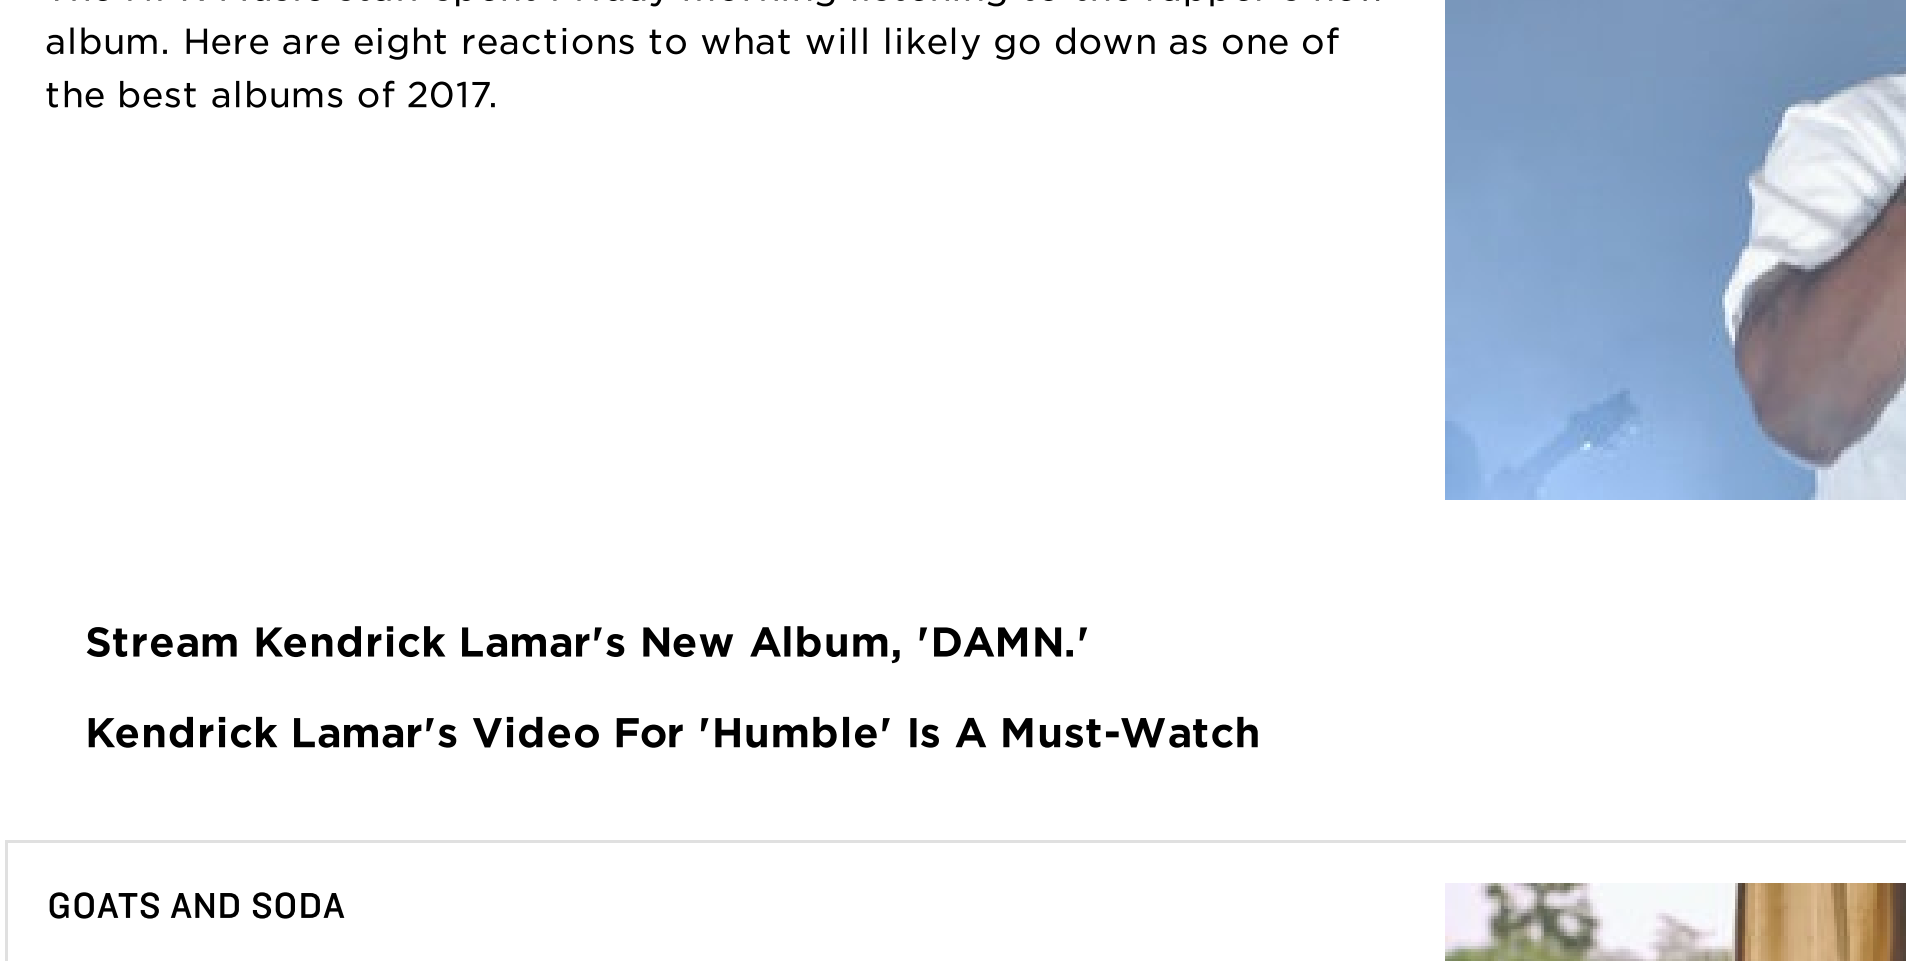 album. Here are eight reactions to what will likely go down as one of
the best albums of 2017.
Stream Kendrick Lamar's New Album, 'DAMN.'
Kendrick Lamar's Video For 'Humble' Is A Must-Watch
GOATS AND SODA